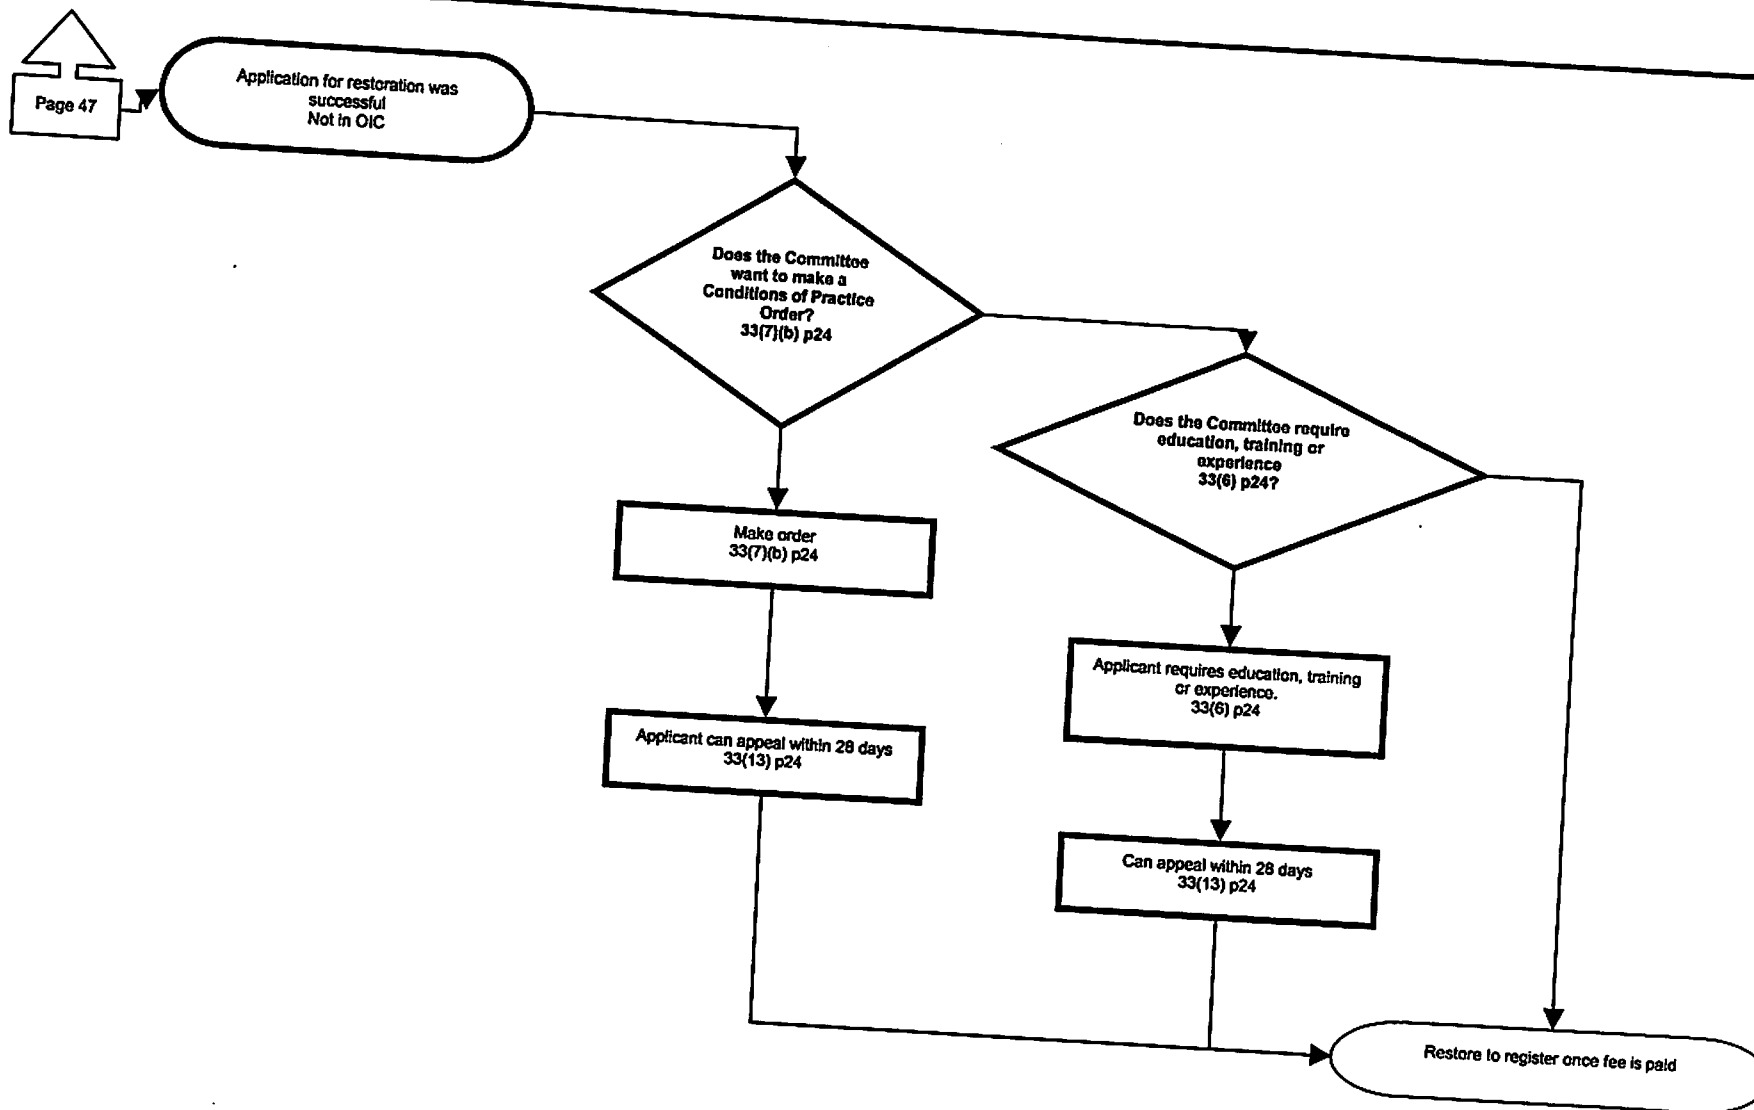 Page 47
Application for restoration was
successful
Not in OIC
Does the Committee
want to make a
Conditions of Practice
Order?
33(7)(b) p24
Does the Committee require
education, training or
experience
33(6) p24?
Make order
33(7)(b) p24
Applicant requires education, training
or experience.
33(6) p24
Applicant can appeal within 28 days
33(13) p24
Can appeal within 28 days
33(13) p24
Restore to register once fee is paid